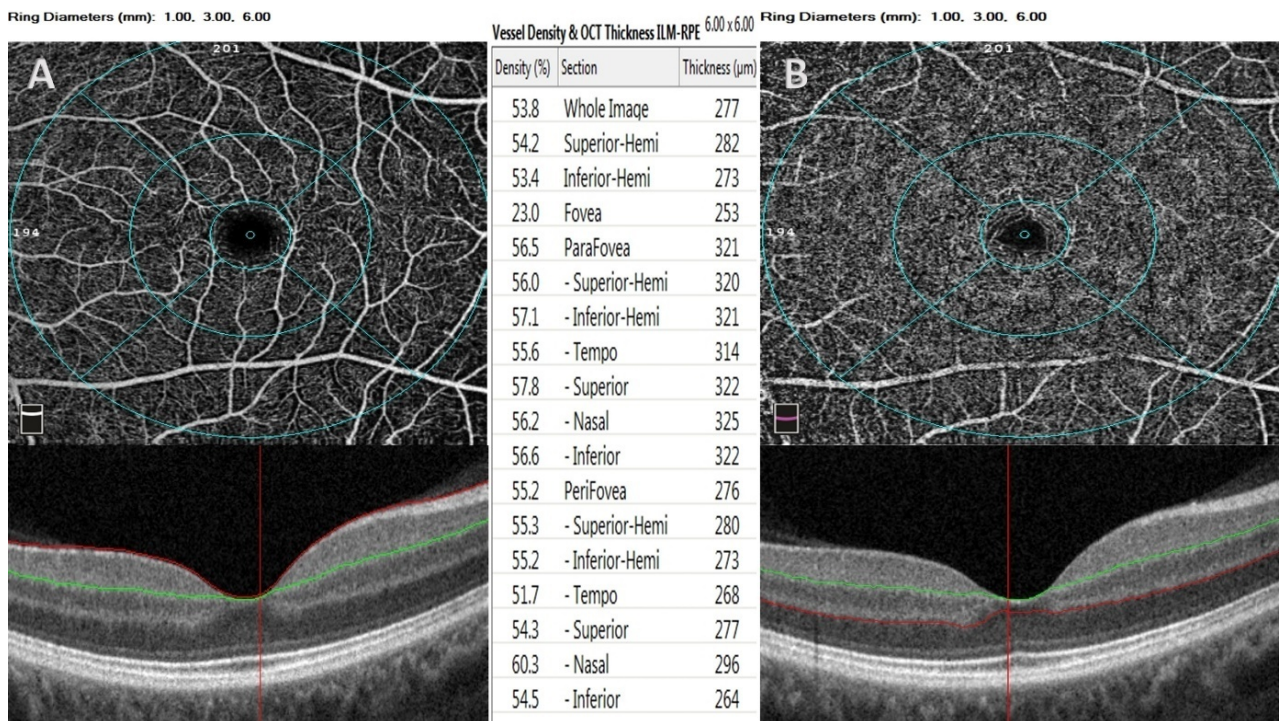 Ring Diameters (mm): 1.00, 3.00, 6.00
A
201
194
Vessel Density & OCT Thickness ILM-RPE 6.00 x 6.00
Density (%) Section Thickness (µm)
53.8 Whole Image 277
54.2 Superior-Hemi 282
53.4 Inferior-Hemi 273
23.0 Fovea 253
56.5 ParaFovea 321
56.0 - Superior-Hemi 320
57.1 - Inferior-Hemi 321
55.6 - Tempo 314
57.8 - Superior 322
56.2 - Nasal 325
56.6 - Inferior 322
55.2 PeriFovea 276
55.3 - Superior-Hemi 280
55.2 - Inferior-Hemi 273
51.7 - Tempo 268
54.3 - Superior 277
60.3 - Nasal 296
54.5 - Inferior 264
Ring Diameters (mm): 1.00, 3.00, 6.00
B
201
194